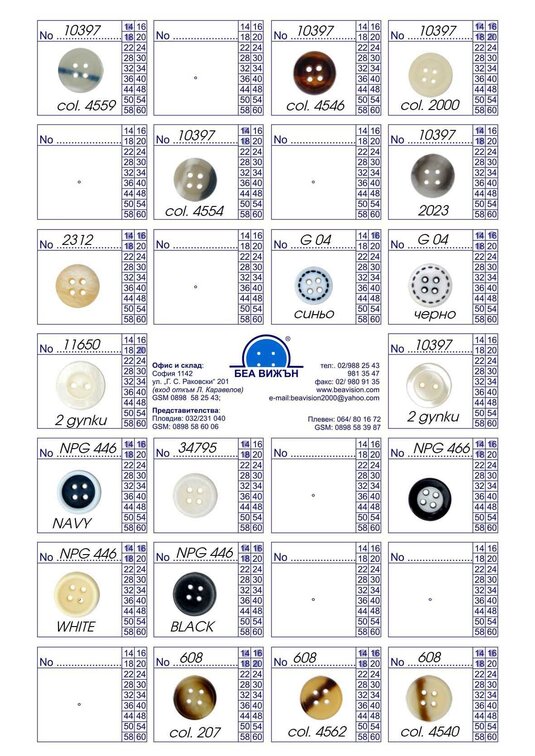 10397 14 16 14 16 10397 14 16 10397 14 16
No 18 20 No 18 20 No 18 20 No 18 20
22 24 22 24 22 24 22 24
28 30 28 30 28 30 28 30
32 34 32 34 32 34 32 34
36 40 36 40 36 40 36 40
44 48 44 48 44 48 44 48
col. 4559 50 54 50 54 col. 4546 50 54 col. 2000 50 54
58 60 58 60 58 60 58 60
14 16 10397 14 16 14 16 10397 14 16
No 18 20 No 18 20 No 18 20 No 18 20
22 24 22 24 22 24 22 24
28 30 28 30 28 30 28 30
32 34 32 34 32 34 32 34
36 40 36 40 36 40 36 40
44 48 44 48 44 48 44 48
50 54 col. 4554 50 54 50 54 2023 50 54
58 60 58 60 58 60 58 60
2312 14 16 14 16 G 04 14 16 G 04 14 16
No 18 20 No 18 20 No 18 20 No 18 20
22 24 22 24 22 24 22 24
28 30 28 30 28 30 28 30
32 34 32 34 32 34 32 34
36 40 36 40 36 40 36 40
44 48 44 48 44 48 44 48
50 54 50 54 синьо 50 54 черно 50 54
58 60 58 60 58 60 58 60
11650 14 16
No 18 20
22 24
28 30
32 34
36 40
44 48
2 дупки 50 54
58 60
®
БЕА ВИЖЪН
Офис и склад:
София 1142
ул. „Г. С. Раковски" 201
(вход откъм Л. Каравелов)
GSM 0898 58 25 43;
Представителства:
Пловдив: 032/231 040
GSM: 0898 58 60 06
тел:. 02/988 25 43
981 35 47
факс: 02/ 980 91 35
www.beavision.com
e-mail:beavision2000@yahoo.com
Плевен: 064/ 80 16 72
GSM: 0898 58 39 87
10397 14 16
No 18 20
22 24
28 30
32 34
36 40
44 48
2 дупки 50 54
58 60
NPG 446 14 16 34795 14 16 14 16 NPG 466 14 16
No 18 20 No 18 20 No 18 20 No 18 20
22 24 22 24 22 24 22 24
28 30 28 30 28 30 28 30
32 34 32 34 32 34 32 34
36 40 36 40 36 40 36 40
44 48 44 48 44 48 44 48
NAVY 50 54 50 54 50 54 50 54
58 60 58 60 58 60 58 60
NPG 446 14 16 NPG 446 14 16 14 16 14 16
No 18 20 No 18 20 No 18 20 No 18 20
22 24 22 24 22 24 22 24
28 30 28 30 28 30 28 30
32 34 32 34 32 34 32 34
36 40 36 40 36 40 36 40
44 48 44 48 44 48 44 48
WHITE 50 54 BLACK 50 54 50 54 50 54
58 60 58 60 58 60 58 60
14 16 608 14 16 608 14 16 608 14 16
No 18 20 No 18 20 No 18 20 No 18 20
22 24 22 24 22 24 22 24
28 30 28 30 28 30 28 30
32 34 32 34 32 34 32 34
36 40 36 40 36 40 36 40
44 48 44 48 44 48 44 48
50 54 col. 207 50 54 col. 4562 50 54 col. 4540 50 54
58 60 58 60 58 60 58 60